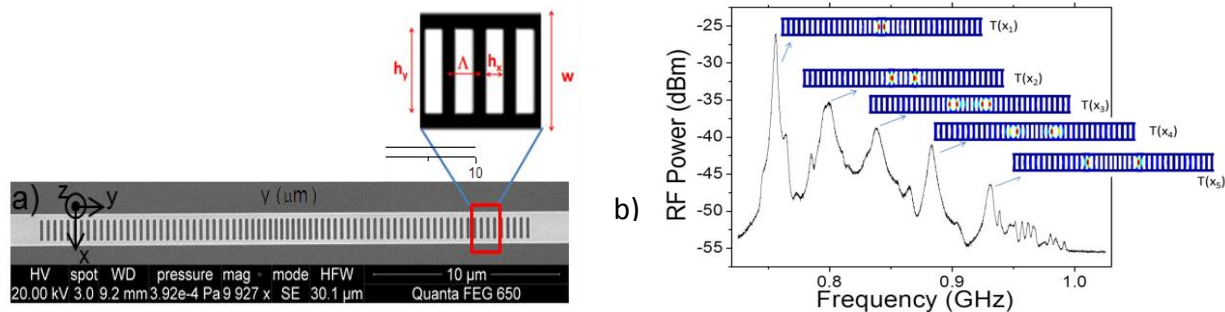 h_y Λ h_x w
10
a) z y x y (μm)
HV spot WD pressure mag ◦ mode HFW 10 μm
20.00 kV 3.0 9.2 mm 3.92e-4 Pa 9 927 x SE 30.1 μm Quanta FEG 650
b)
RF Power (dBm)
-25
-30
-35
-40
-45
-50
-55
T(x₁)
T(x₂)
T(x₃)
T(x₄)
T(x₅)
0.8 0.9 1.0
Frequency (GHz)